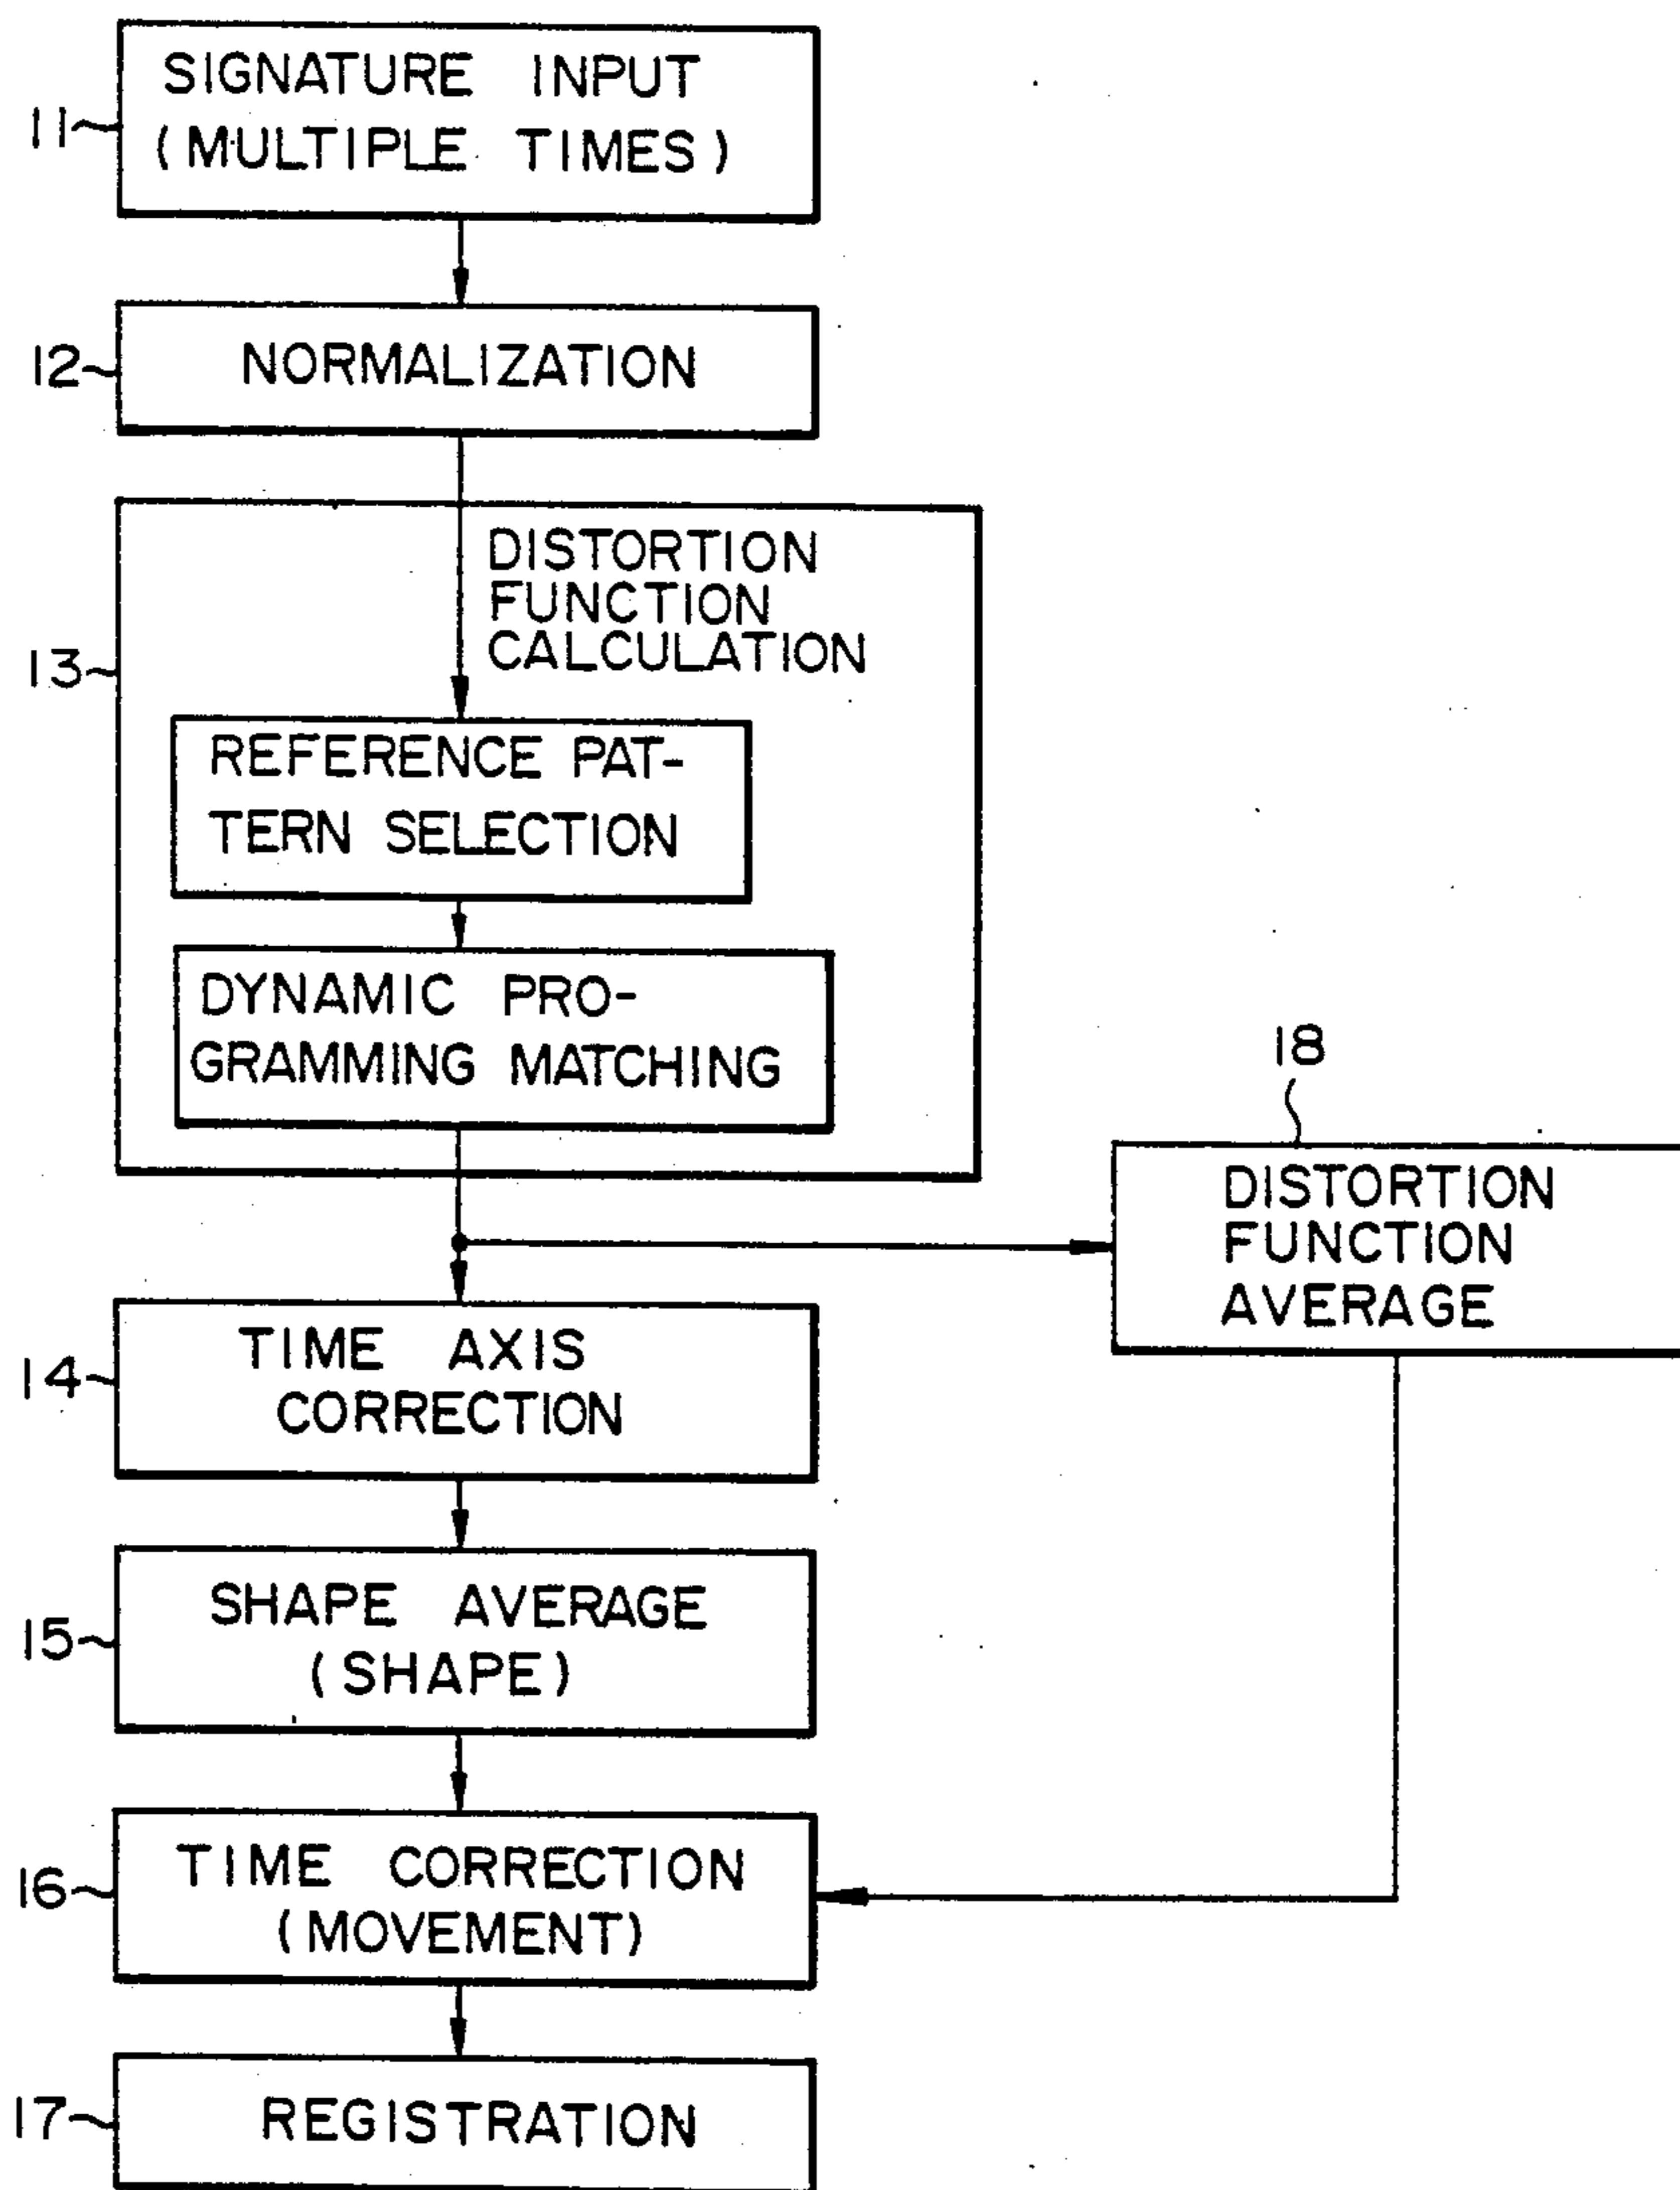 SIGNATURE INPUT
(MULTIPLE TIMES)
11
NORMALIZATION
12
DISTORTION
FUNCTION
CALCULATION
13
REFERENCE PAT-
TERN SELECTION
DYNAMIC PRO-
GRAMMING MATCHING
18
DISTORTION
FUNCTION
AVERAGE
TIME AXIS
CORRECTION
14
SHAPE AVERAGE
(SHAPE)
15
TIME CORRECTION
(MOVEMENT)
16
REGISTRATION
17